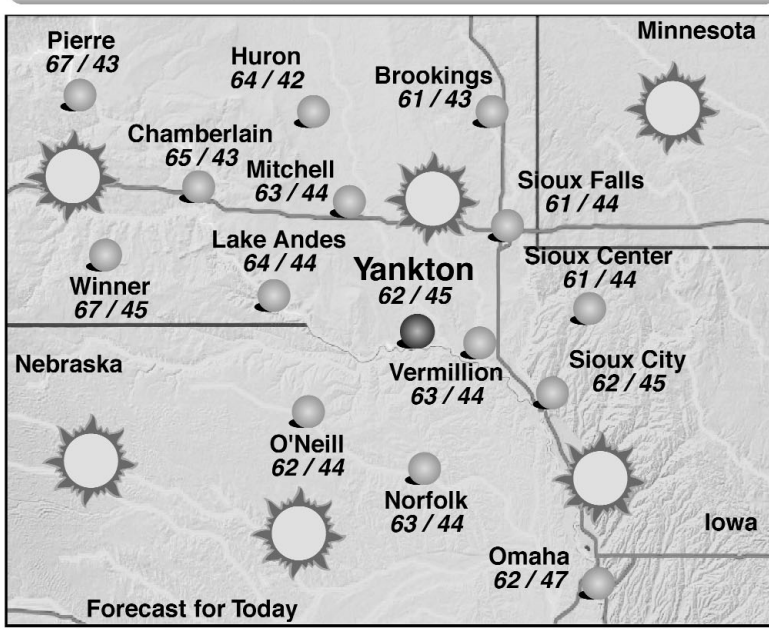 Minnesota
Pierre
67 / 43
Huron
64 / 42
Brookings
61 / 43
Chamberlain
65 / 43
Mitchell
63 / 44
Sioux Falls
61 / 44
Lake Andes
64 / 44
Yankton
62 / 45
Sioux Center
61 / 44
Winner
67 / 45
Nebraska
Vermillion
63 / 44
Sioux City
62 / 45
O'Neill
62 / 44
Norfolk
63 / 44
Iowa
Omaha
62 / 47
Forecast for Today